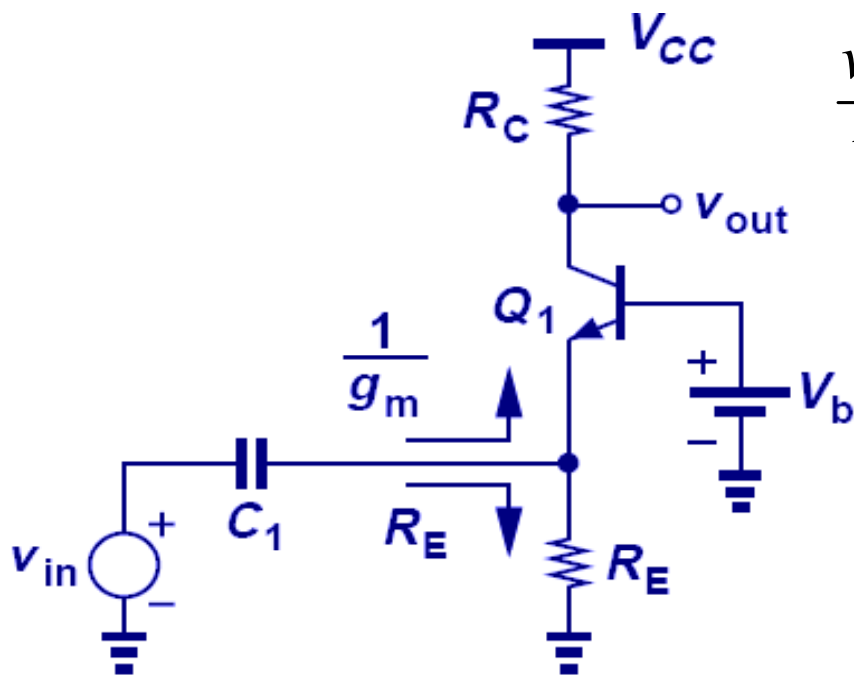 V_CC
R_C
v_out
Q_1
1
g_m
+
V_b
−
C_1
R_E
R_E
v_in
+
−